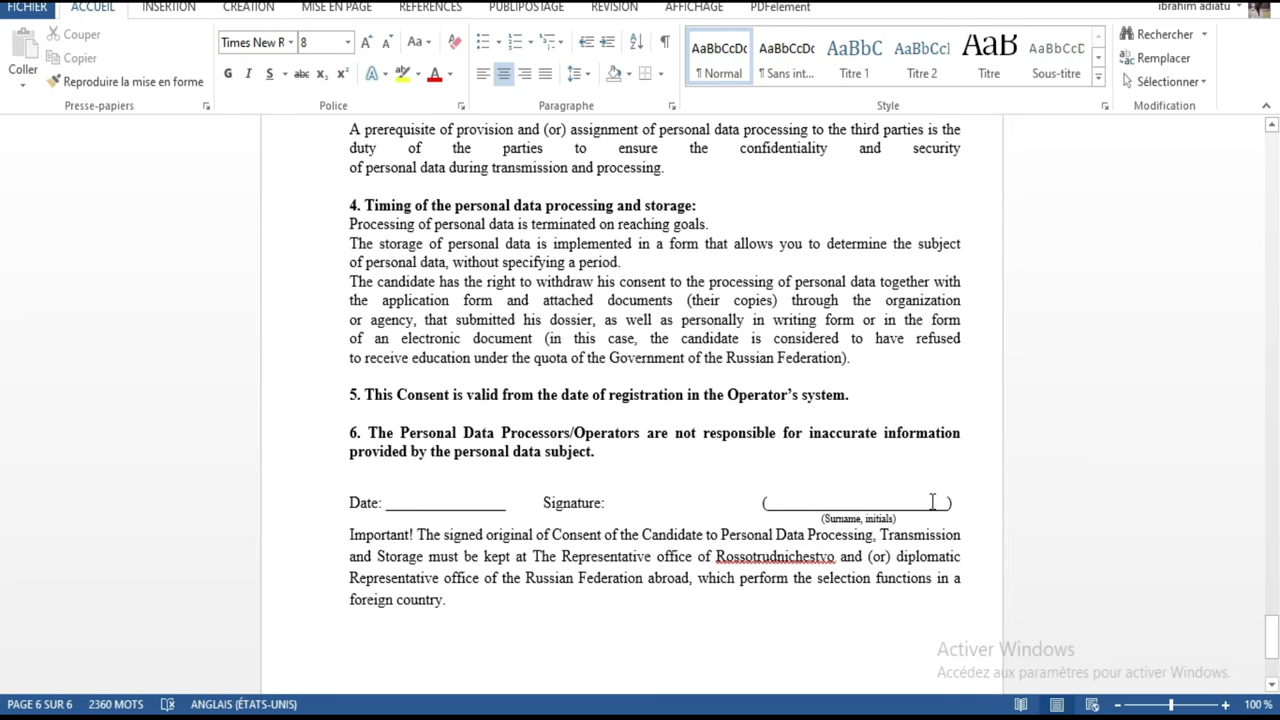 FICHIER ACCUEIL INSERTION CRÉATION MISE EN PAGE RÉFÉRENCES PUBLIPOSTAGE RÉVISION AFFICHAGE PDFelement ibrahim adiatu
Couper
Copier
Coller
Reproduire la mise en forme
Times New R 8
Aa
G I S abc x₂ x²
AaBbCcDc AaBbCcDc AaBbC AaBbCcI AaB AaBbCcD
¶ Normal ¶ Sans int... Titre 1 Titre 2 Titre Sous-titre
Rechercher
Remplacer
Sélectionner
Presse-papiers Police Paragraphe Style Modification
A prerequisite of provision and (or) assignment of personal data processing to the third parties is the
duty of the parties to ensure the confidentiality and security
of personal data during transmission and processing.
4. Timing of the personal data processing and storage:
Processing of personal data is terminated on reaching goals.
The storage of personal data is implemented in a form that allows you to determine the subject
of personal data, without specifying a period.
The candidate has the right to withdraw his consent to the processing of personal data together with
the application form and attached documents (their copies) through the organization
or agency, that submitted his dossier, as well as personally in writing form or in the form
of an electronic document (in this case, the candidate is considered to have refused
to receive education under the quota of the Government of the Russian Federation).
5. This Consent is valid from the date of registration in the Operator's system.
6. The Personal Data Processors/Operators are not responsible for inaccurate information
provided by the personal data subject.
Date: ______________ Signature: (______________________)
(Surname, initials)
Important! The signed original of Consent of the Candidate to Personal Data Processing, Transmission
and Storage must be kept at The Representative office of Rossotrudnichestvo and (or) diplomatic
Representative office of the Russian Federation abroad, which perform the selection functions in a
foreign country.
Activer Windows
Accédez aux paramètres pour activer Windows.
PAGE 6 SUR 6 2360 MOTS ANGLAIS (ÉTATS-UNIS) 100 %